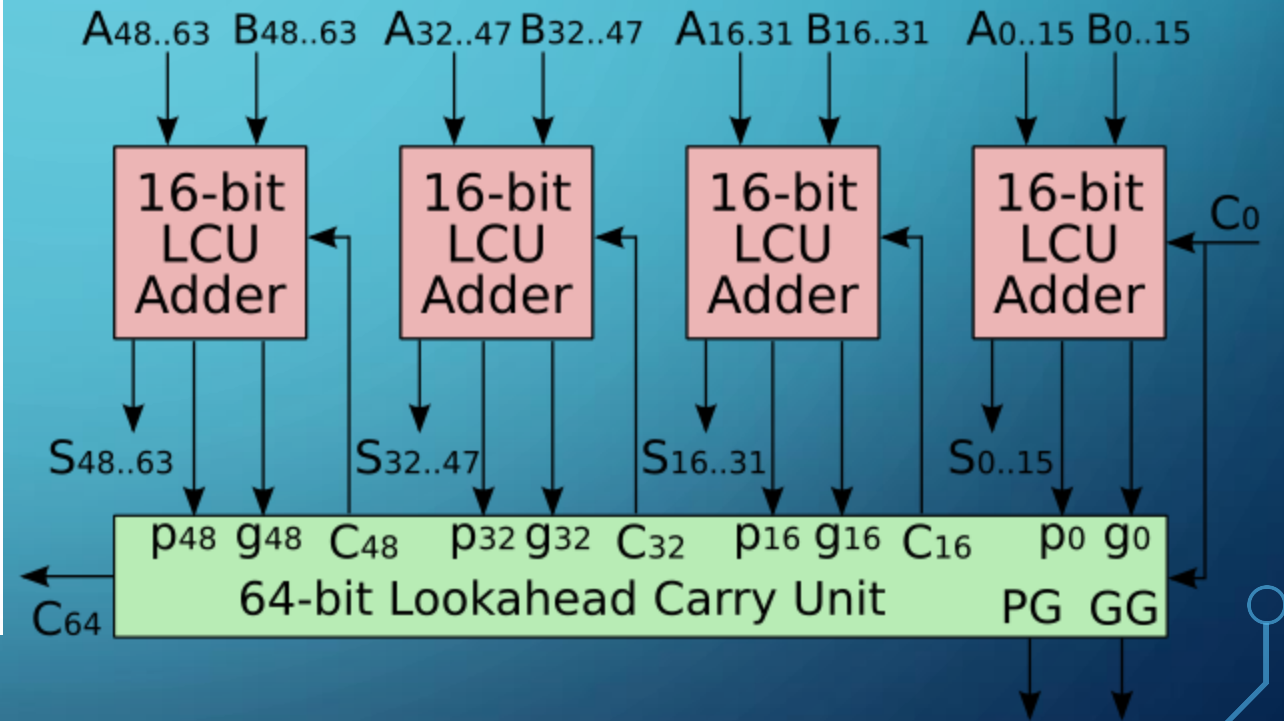 A48..63 B48..63 A32..47 B32..47 A16.31 B16..31 A0..15 B0..15
16-bit LCU Adder
16-bit LCU Adder
16-bit LCU Adder
16-bit LCU Adder
C0
S48..63 S32..47 S16..31 S0..15
p48 g48 C48 p32 g32 C32 p16 g16 C16 p0 g0
64-bit Lookahead Carry Unit PG GG
C64